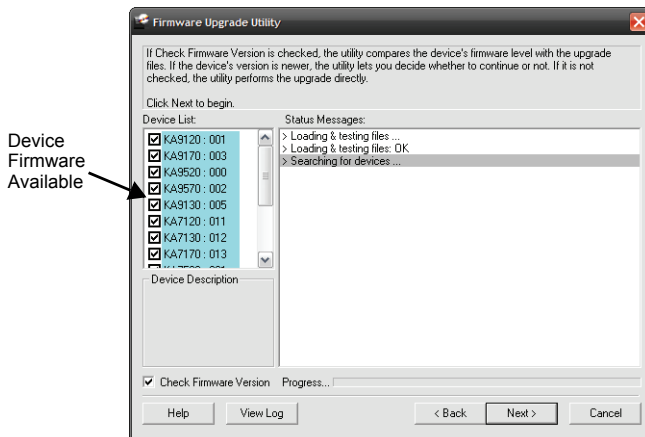 Firmware Upgrade Utility
If Check Firmware Version is checked, the utility compares the device's firmware level with the upgrade
files. If the device's version is newer, the utility lets you decide whether to continue or not. If it is not
checked, the utility performs the upgrade directly.
Click Next to begin.
Device List:
Status Messages:
Device
Firmware
Available
KA9120 : 001
KA9170 : 003
KA9520 : 000
KA9570 : 002
KA9130 : 005
KA7120 : 011
KA7130 : 012
KA7170 : 013
> Loading & testing files ...
> Loading & testing files: OK
> Searching for devices ...
Device Description
Check Firmware Version
Progress...
Help
View Log
< Back
Next >
Cancel